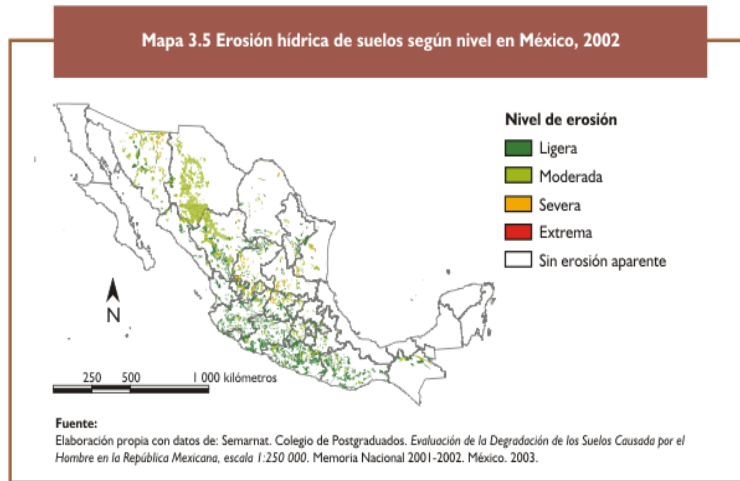 Mapa 3.5 Erosión hídrica de suelos según nivel en México, 2002
Nivel de erosión
Ligera
Moderada
Severa
Extrema
Sin erosión aparente
N
250 500 1 000 kilómetros
Fuente:
Elaboración propia con datos de: Semarnat. Colegio de Postgraduados. Evaluación de la Degradación de los Suelos Causada por el
Hombre en la República Mexicana, escala 1:250 000. Memoria Nacional 2001-2002. México. 2003.